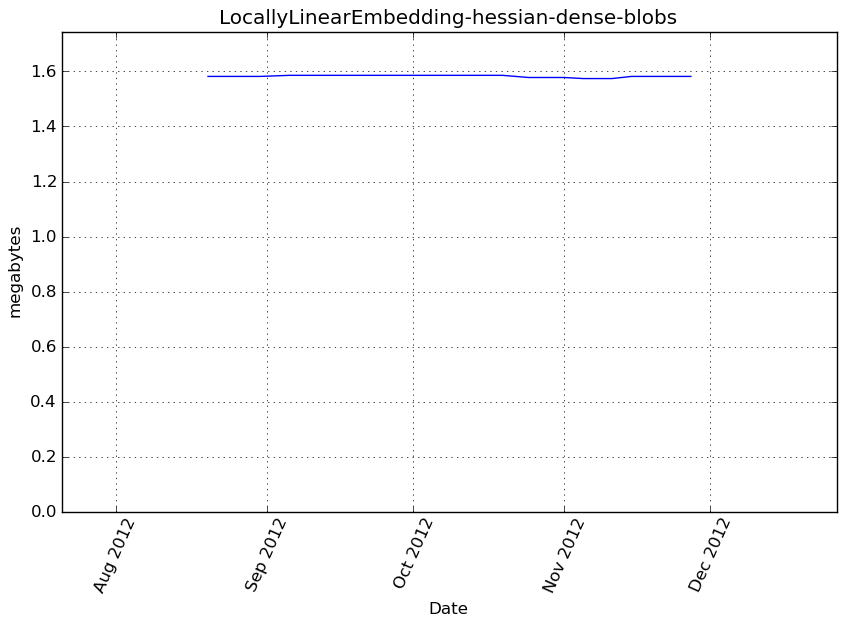 LocallyLinearEmbedding-hessian-dense-blobs
megabytes
1.6
1.4
1.2
1.0
0.8
0.6
0.4
0.2
0.0
Aug 2012
Sep 2012
Oct 2012
Nov 2012
Dec 2012
Date